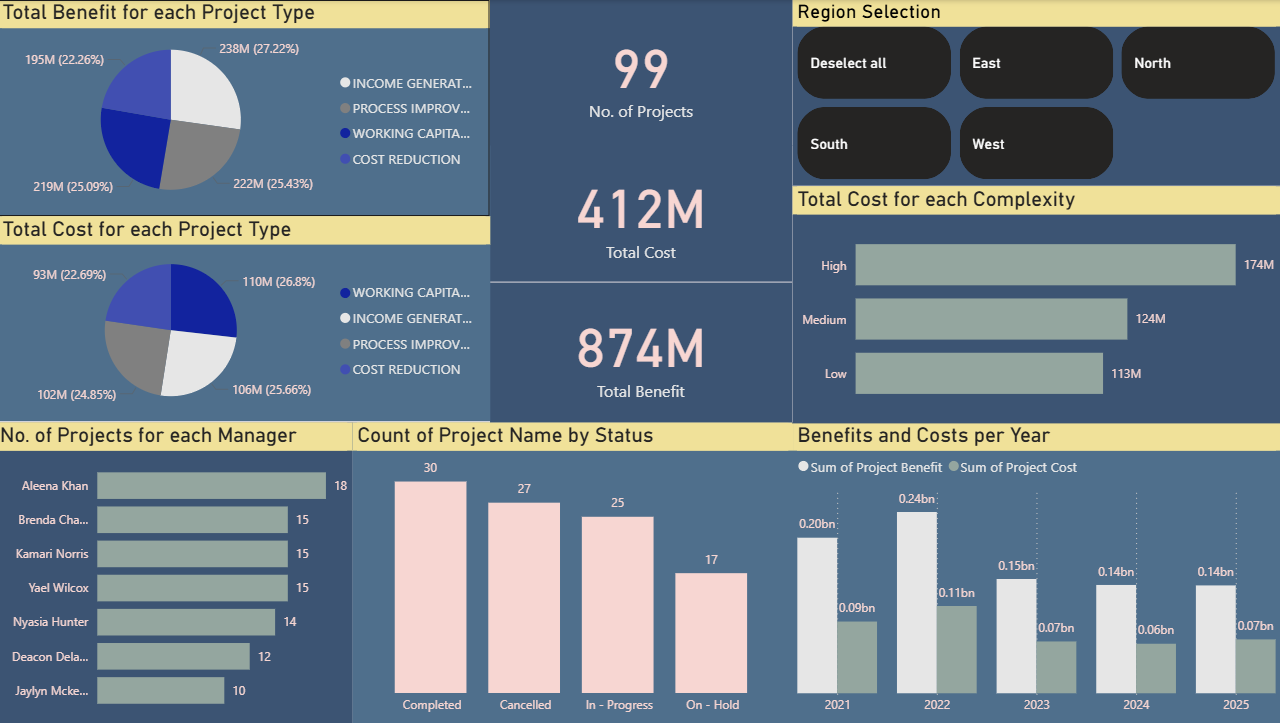 Total Benefit for each Project Type
195M (22.26%)
238M (27.22%)
219M (25.09%)
222M (25.43%)
INCOME GENERAT...
PROCESS IMPROV...
WORKING CAPITA...
COST REDUCTION
Total Cost for each Project Type
93M (22.69%)
110M (26.8%)
102M (24.85%)
106M (25.66%)
WORKING CAPITA...
INCOME GENERAT...
PROCESS IMPROV...
COST REDUCTION
99
No. of Projects
412M
Total Cost
874M
Total Benefit
Region Selection
Deselect all
East
North
South
West
Total Cost for each Complexity
High 174M
Medium 124M
Low 113M
No. of Projects for each Manager
Aleena Khan 18
Brenda Cha... 15
Kamari Norris 15
Yael Wilcox 15
Nyasia Hunter 14
Deacon Dela... 12
Jaylyn Mcke... 10
Count of Project Name by Status
30
27
25
17
Completed
Cancelled
In - Progress
On - Hold
Benefits and Costs per Year
Sum of Project Benefit
Sum of Project Cost
0.20bn
0.09bn
0.24bn
0.11bn
0.15bn
0.07bn
0.14bn
0.06bn
0.14bn
0.07bn
2021
2022
2023
2024
2025